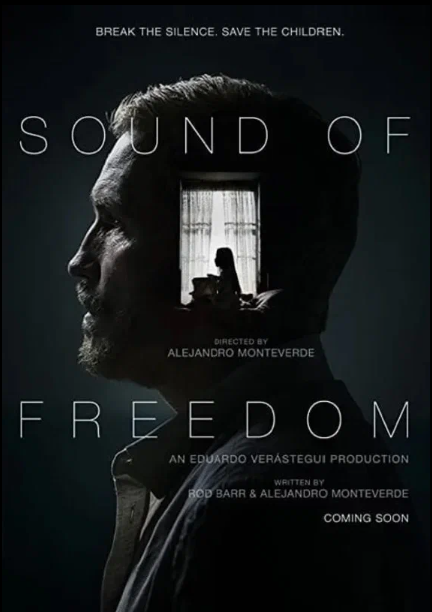 BREAK THE SILENCE. SAVE THE CHILDREN.
SOUND OF
DIRECTED BY
ALEJANDRO MONTEVERDE
FREEDOM
AN EDUARDO VERÁSTEGUI PRODUCTION
WRITTEN BY
ROD BARR & ALEJANDRO MONTEVERDE
COMING SOON